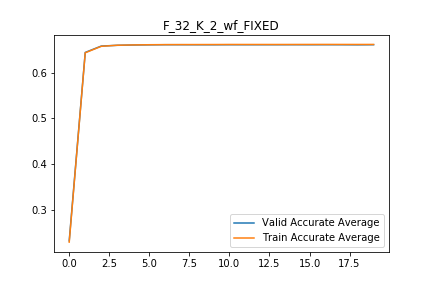 F_32_K_2_wf_FIXED
0.6
0.5
0.4
0.3
Valid Accurate Average
Train Accurate Average
0.0 2.5 5.0 7.5 10.0 12.5 15.0 17.5